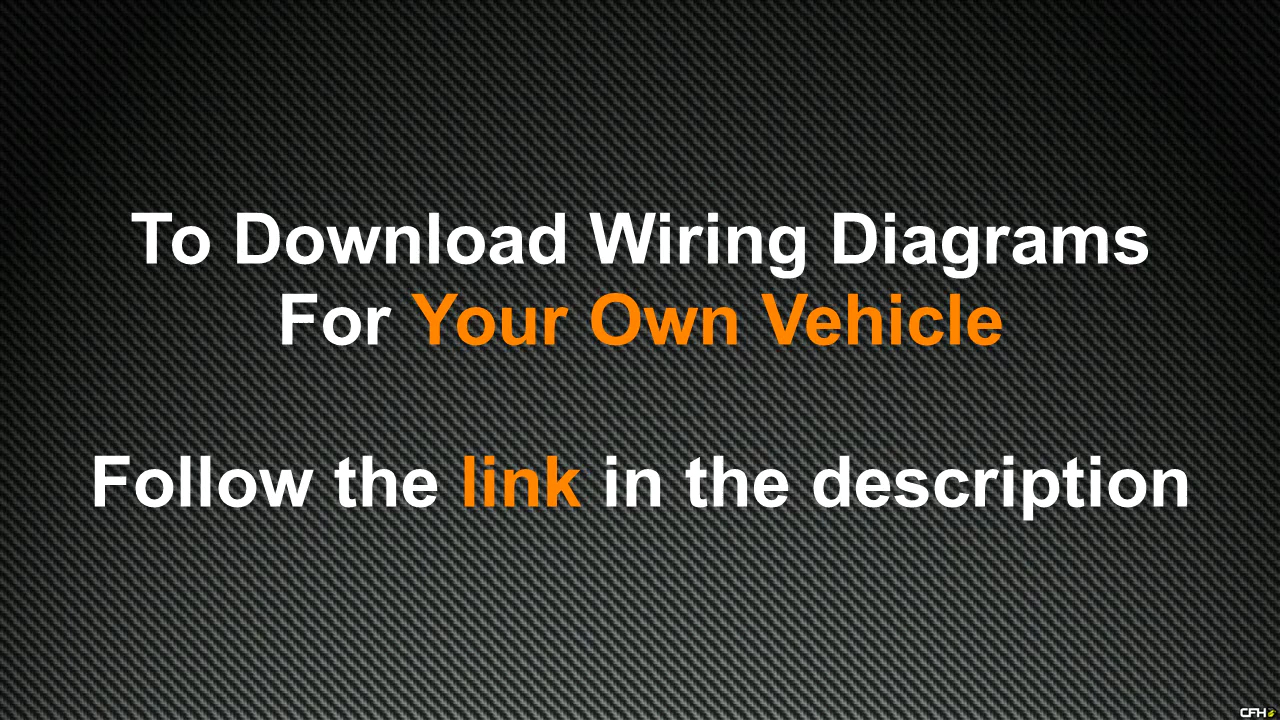 To Download Wiring Diagrams
For Your Own Vehicle
Follow the link in the description
CFH